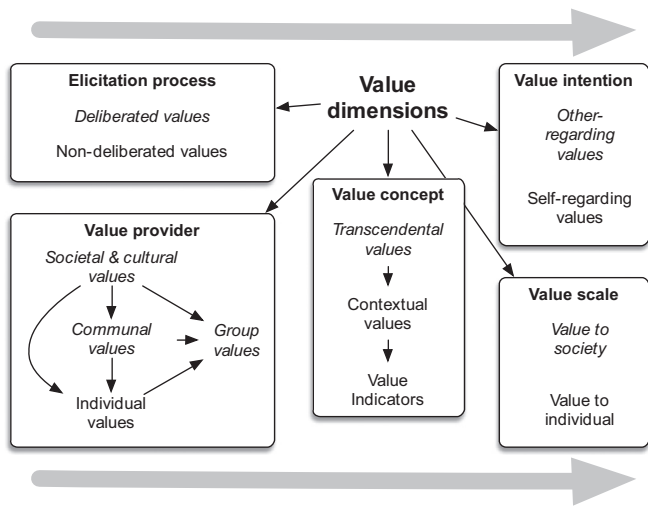 Elicitation process
Deliberated values
Non-deliberated values
Value
dimensions
Value intention
Other-
regarding
values
Self-regarding
values
Value provider
Societal & cultural
values
Communal
values
Group
values
Individual
values
Value concept
Transcendental
values
Contextual
values
Value
Indicators
Value scale
Value to
society
Value to
individual